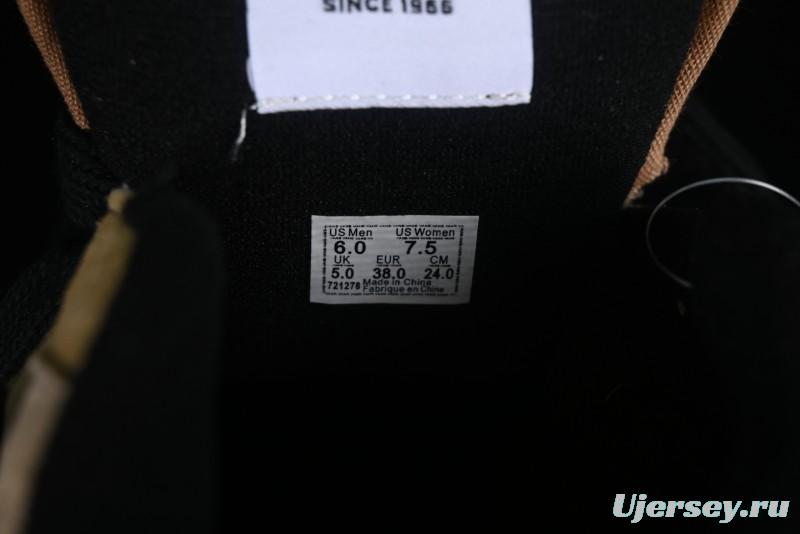 SINCE 1966
US Men US Women
6.0 7.5
UK EUR CM
5.0 38.0 24.0
721278 Made in China
Fabrique en Chine
Ujersey.ru